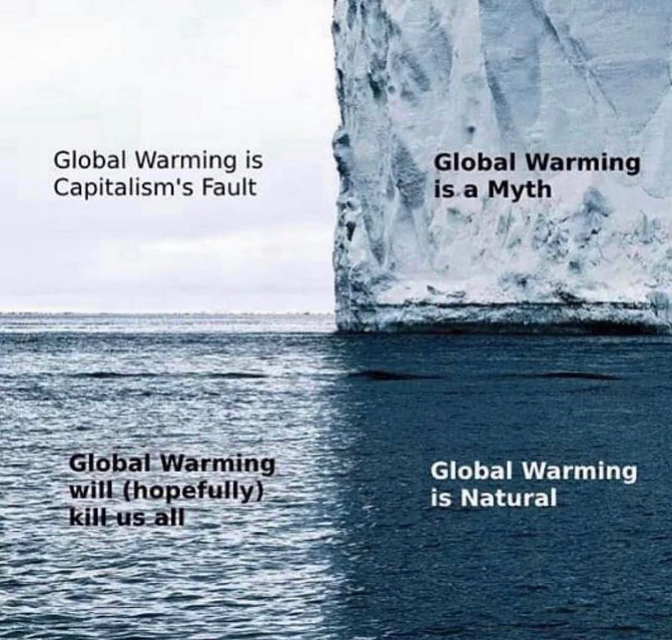 Global Warming is
Capitalism's Fault
Global Warming
is a Myth
Global Warming
will (hopefully)
kill us all
Global Warming
is Natural